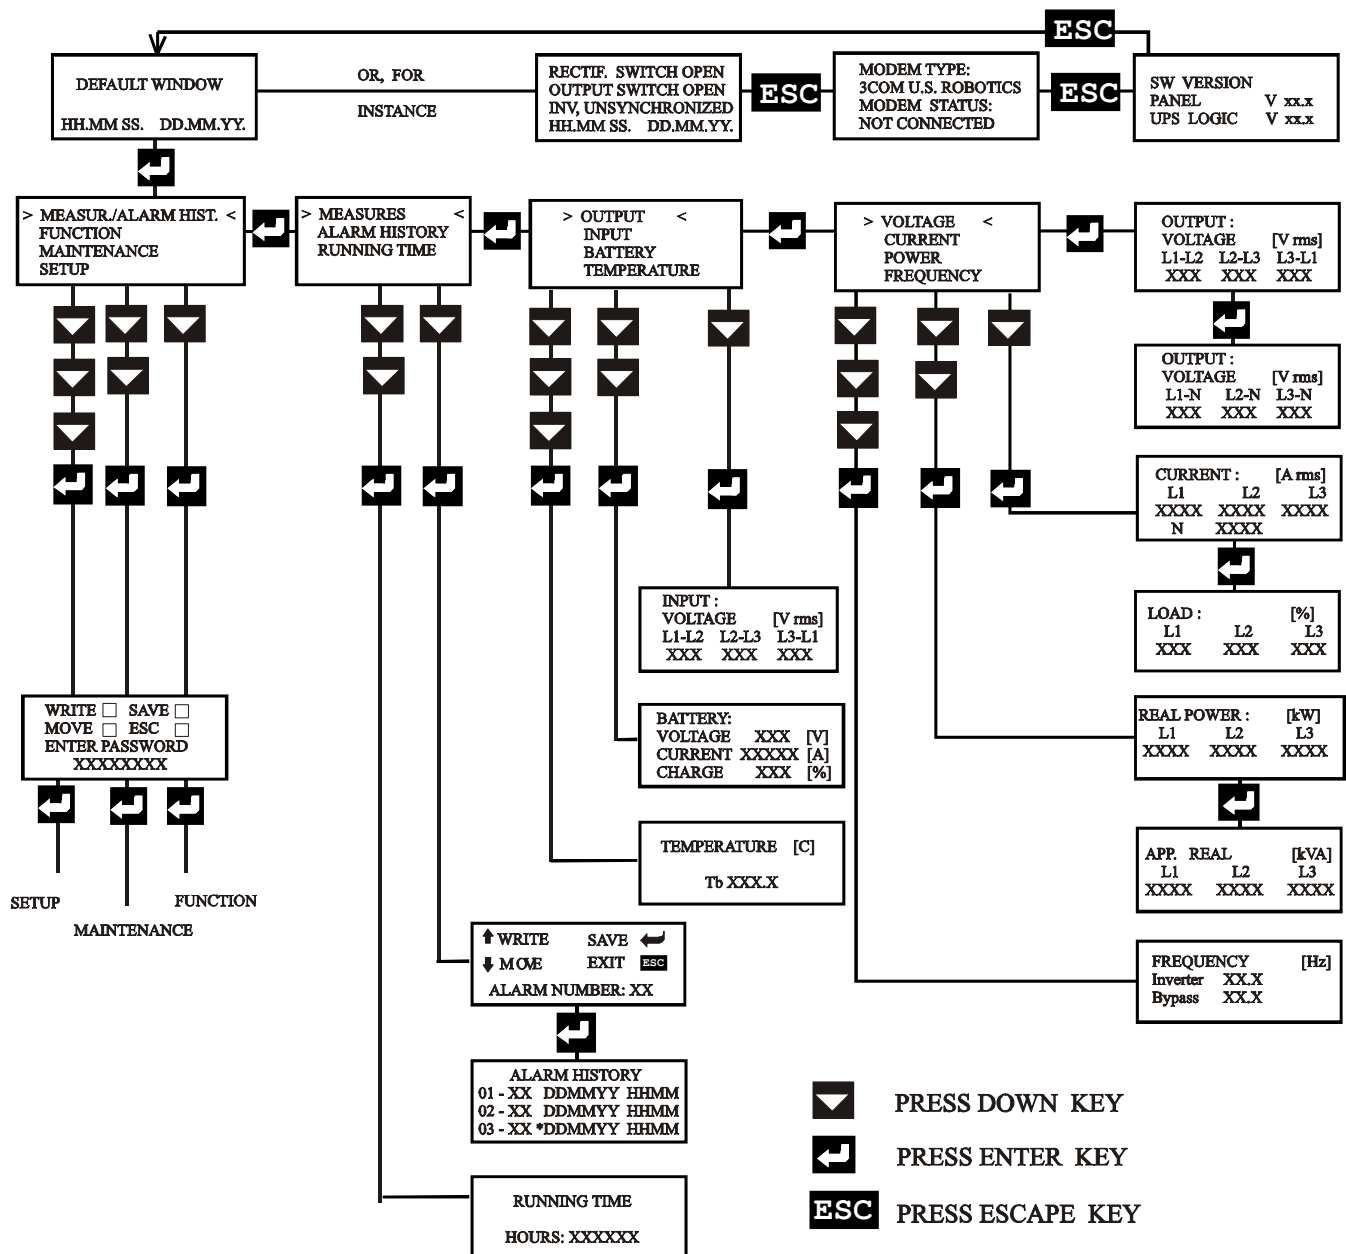 ESC
DEFAULT WINDOW
HH.MM SS. DD.MM.YY.
OR, FOR
INSTANCE
RECTIF. SWITCH OPEN
OUTPUT SWITCH OPEN
INV, UNSYNCHRONIZED
HH.MM SS. DD.MM.YY.
ESC
MODEM TYPE:
3COM U.S. ROBOTICS
MODEM STATUS:
NOT CONNECTED
ESC
SW VERSION
PANEL V xx.x
UPS LOGIC V xx.x
> MEASUR./ALARM HIST. <
FUNCTION
MAINTENANCE
SETUP
> MEASURES <
ALARM HISTORY
RUNNING TIME
> OUTPUT <
INPUT
BATTERY
TEMPERATURE
> VOLTAGE <
CURRENT
POWER
FREQUENCY
OUTPUT :
VOLTAGE [V rms]
L1-L2 L2-L3 L3-L1
XXX XXX XXX
OUTPUT :
VOLTAGE [V rms]
L1-N L2-N L3-N
XXX XXX XXX
CURRENT : [A rms]
L1 L2 L3
XXXX XXXX XXXX
N XXXX
LOAD : [%]
L1 L2 L3
XXX XXX XXX
INPUT :
VOLTAGE [V rms]
L1-L2 L2-L3 L3-L1
XXX XXX XXX
WRITE SAVE
MOVE ESC
ENTER PASSWORD
XXXXXXXX
BATTERY:
VOLTAGE XXX [V]
CURRENT XXXXX [A]
CHARGE XXX [%]
REAL POWER : [kW]
L1 L2 L3
XXXX XXXX XXXX
TEMPERATURE [C]
Tb XXX.X
APP. REAL [kVA]
L1 L2 L3
XXXX XXXX XXXX
SETUP
MAINTENANCE
FUNCTION
WRITE SAVE
MOVE EXIT ESC
ALARM NUMBER: XX
FREQUENCY [Hz]
Inverter XX.X
Bypass XX.X
ALARM HISTORY
01 - XX DDMMYY HHMM
02 - XX DDMMYY HHMM
03 - XX *DDMMYY HHMM
RUNNING TIME
HOURS: XXXXXX
PRESS DOWN KEY
PRESS ENTER KEY
ESC PRESS ESCAPE KEY